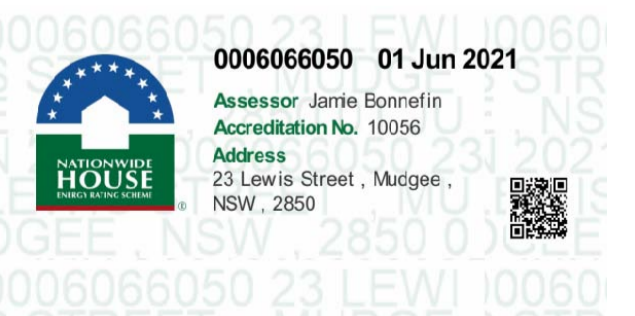 0006066050 01 Jun 2021
Assessor Jamie Bonnefin
Accreditation No. 10056
Address
23 Lewis Street , Mudgee ,
NSW , 2850
NATIONWIDE
HOUSE
ENERGY RATING SCHEME
®